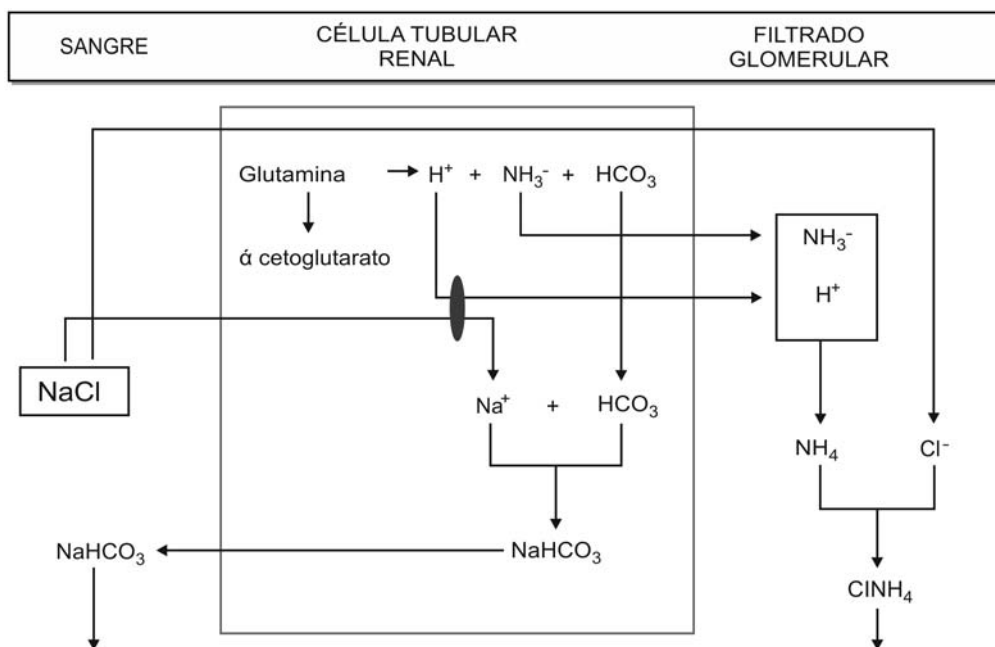 SANGRE
CÉLULA TUBULAR
RENAL
FILTRADO
GLOMERULAR
Glutamina
H⁺ + NH₃⁻ + HCO₃
ά cetoglutarato
NH₃⁻
H⁺
NaCl
Na⁺ + HCO₃
NH₄
Cl⁻
NaHCO₃
NaHCO₃
ClNH₄